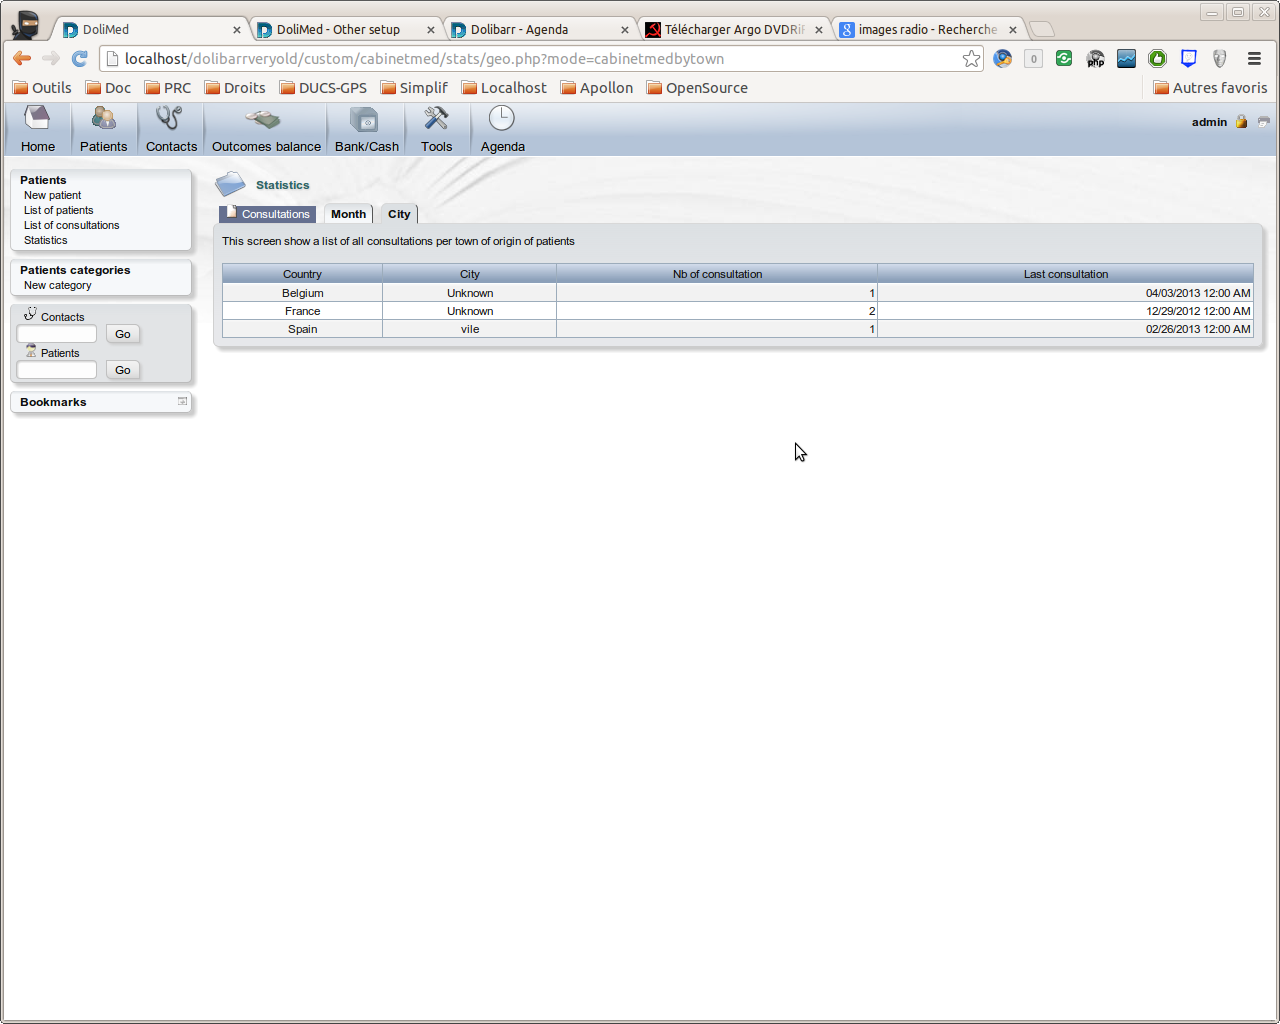 DoliMed
DoliMed - Other setup
Dolibarr - Agenda
Télécharger Argo DVDRiF
images radio - Recherche
localhost/dolibarrveryold/custom/cabinetmed/stats/geo.php?mode=cabinetmedbytown
0
php
Outils
Doc
PRC
Droits
DUCS-GPS
Simplif
Localhost
Apollon
OpenSource
Autres favoris
Home
Patients
Contacts
Outcomes balance
Bank/Cash
Tools
Agenda
admin
Patients
New patient
List of patients
List of consultations
Statistics
Patients categories
New category
Contacts
Go
Patients
Go
Bookmarks
Statistics
Consultations Month City
This screen show a list of all consultations per town of origin of patients
Country City Nb of consultation Last consultation
Belgium Unknown 1 04/03/2013 12:00 AM
France Unknown 2 12/29/2012 12:00 AM
Spain vile 1 02/26/2013 12:00 AM